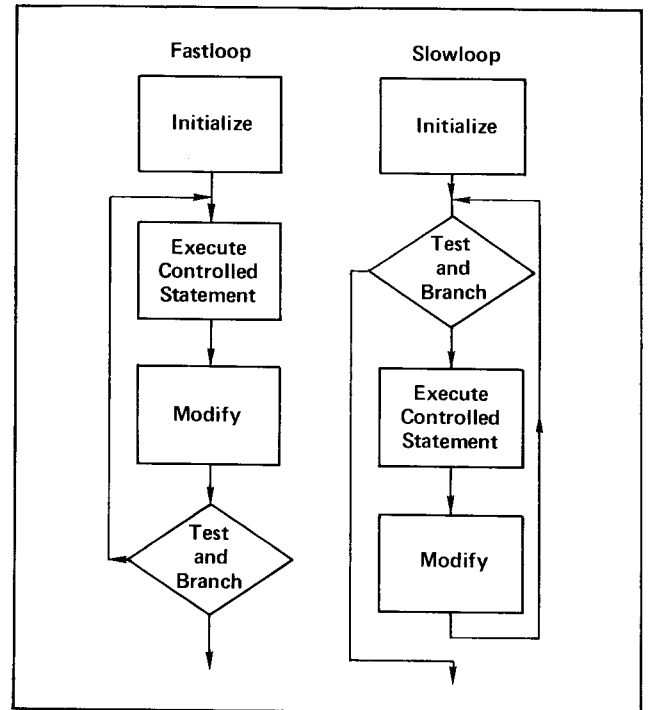 Fastloop
Initialize
Execute
Controlled
Statement
Modify
Test
and
Branch
Slowloop
Initialize
Test
and
Branch
Execute
Controlled
Statement
Modify